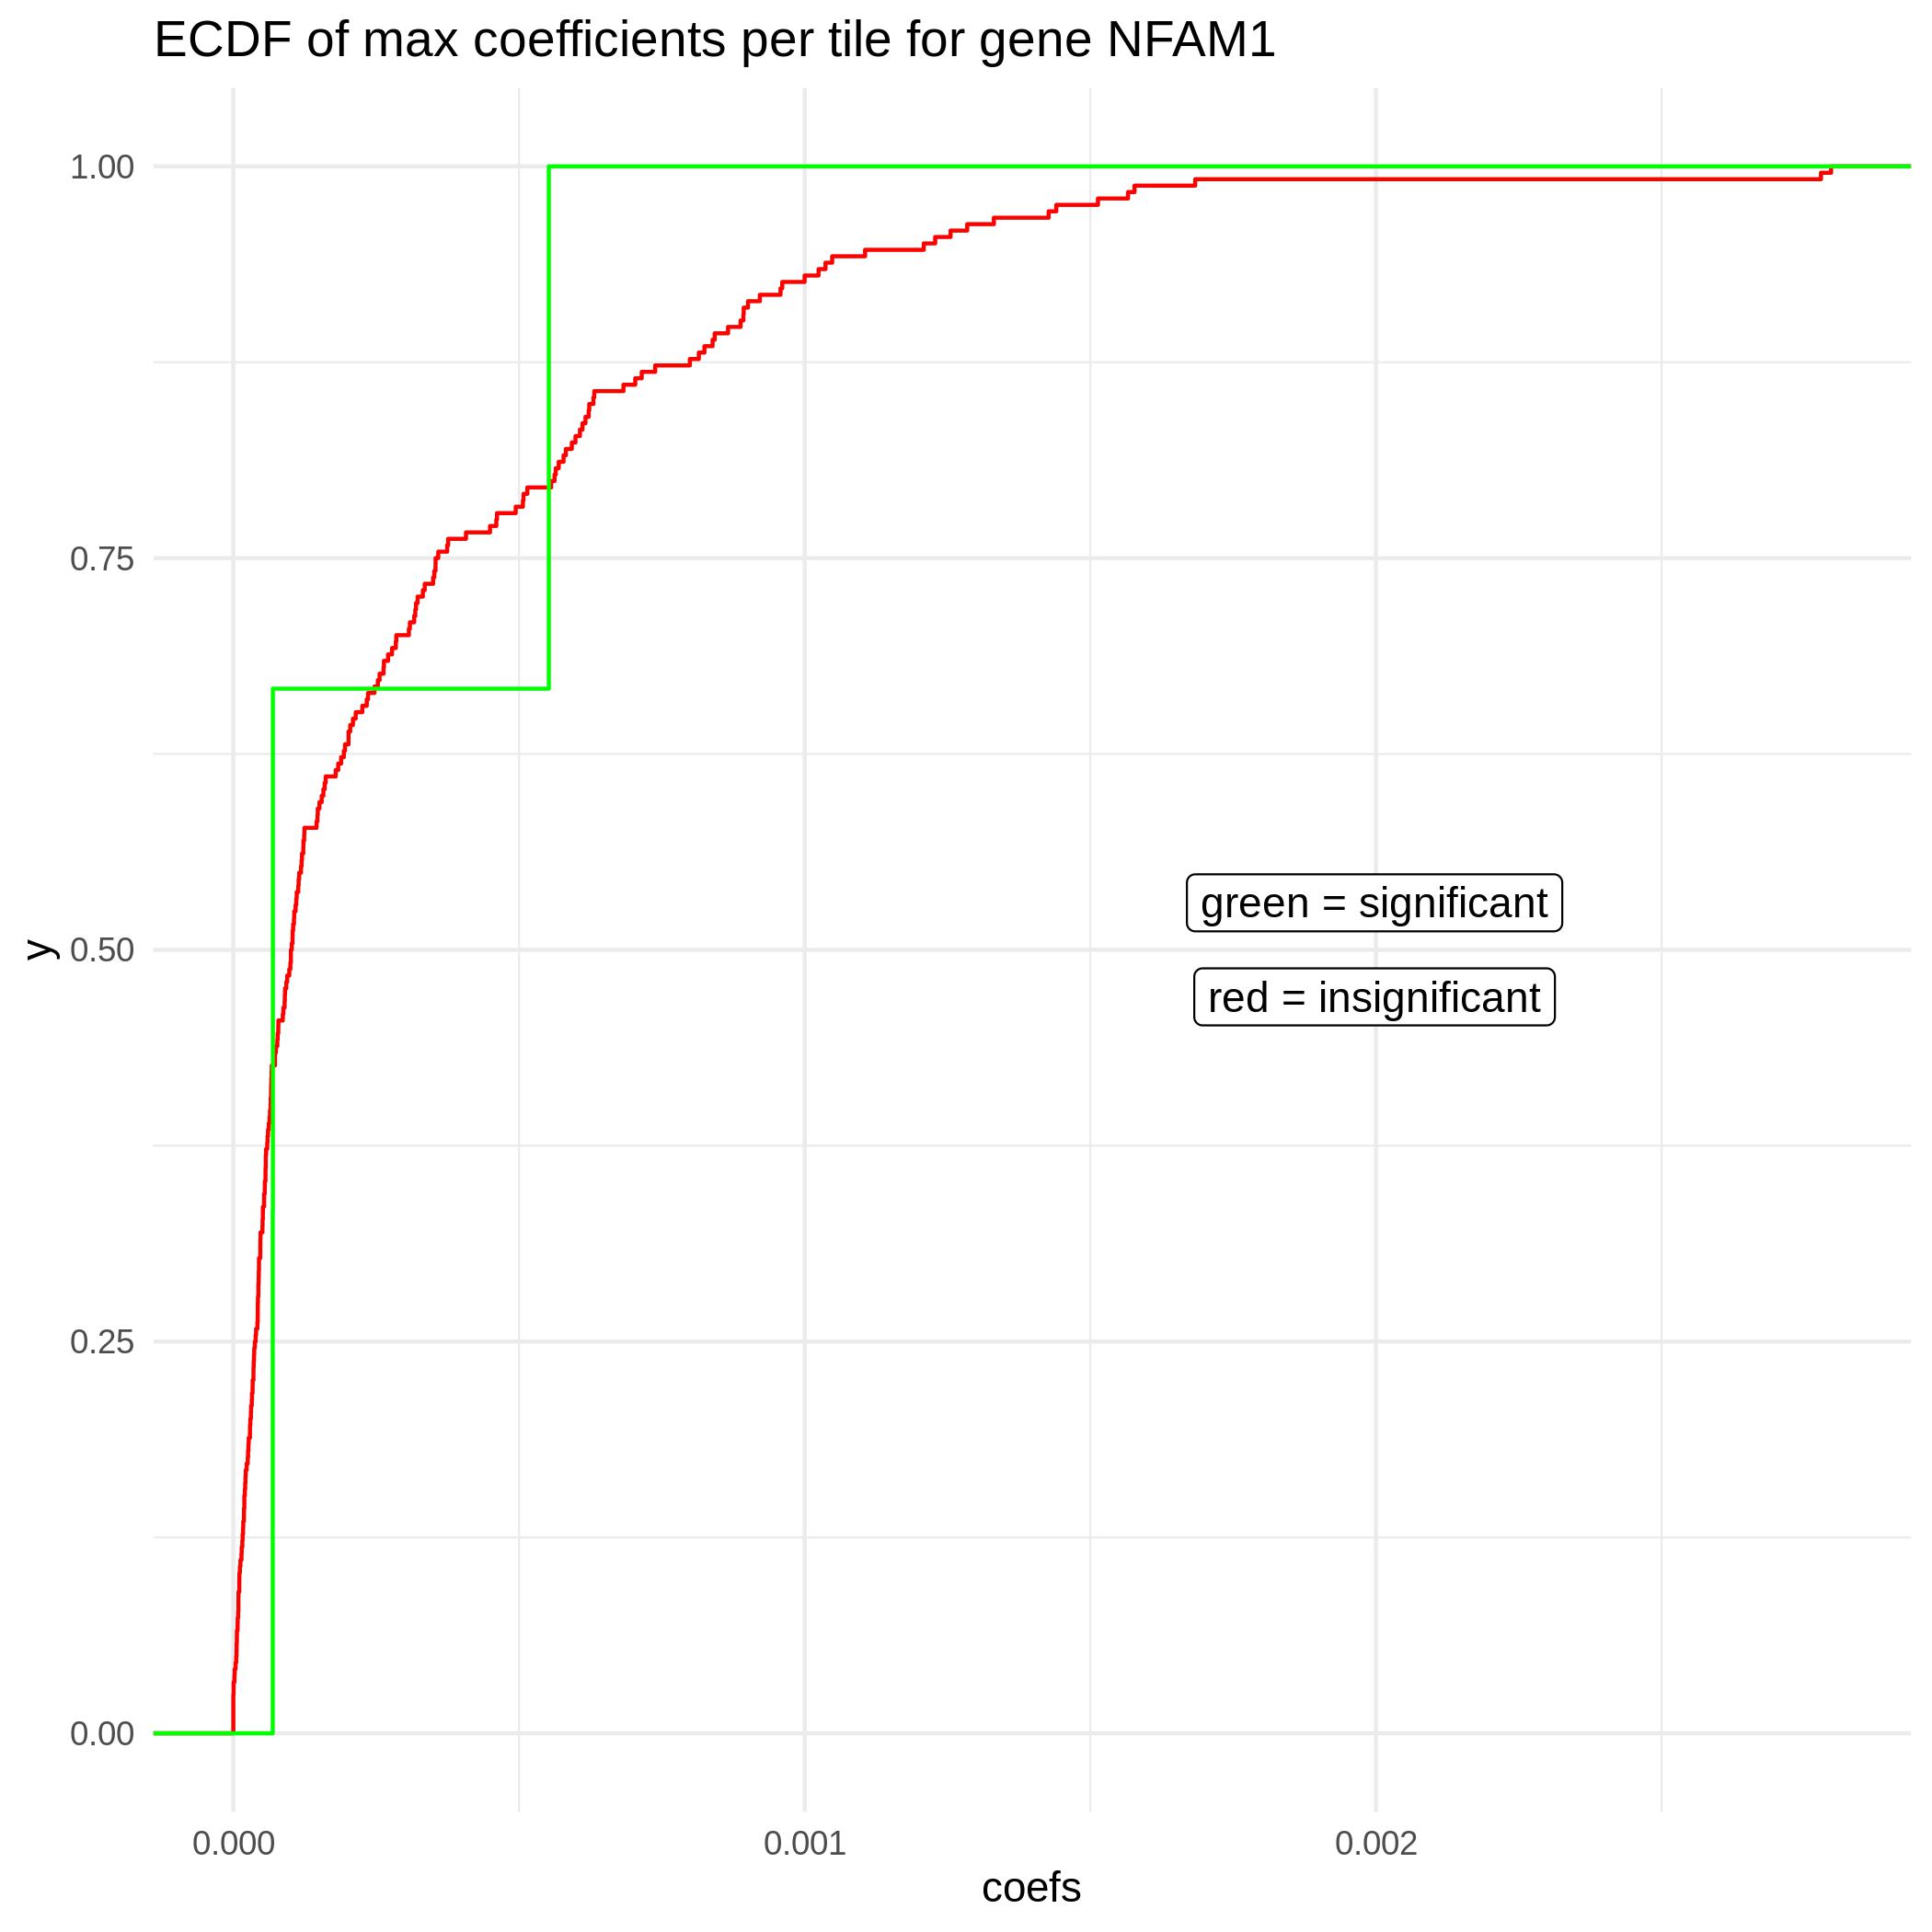 ECDF of max coefficients per tile for gene NFAM1
1.00
0.75
0.50
0.25
0.00
y
green = significant
red = insignificant
0.000
0.001
0.002
coefs